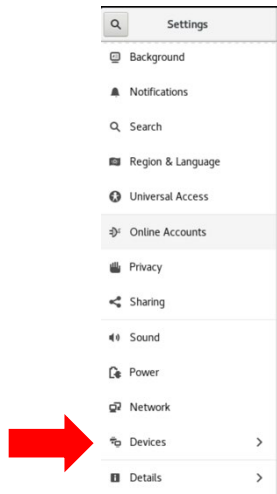 Settings
Background
Notifications
Search
Region & Language
Universal Access
Online Accounts
Privacy
Sharing
Sound
Power
Network
Devices
Details